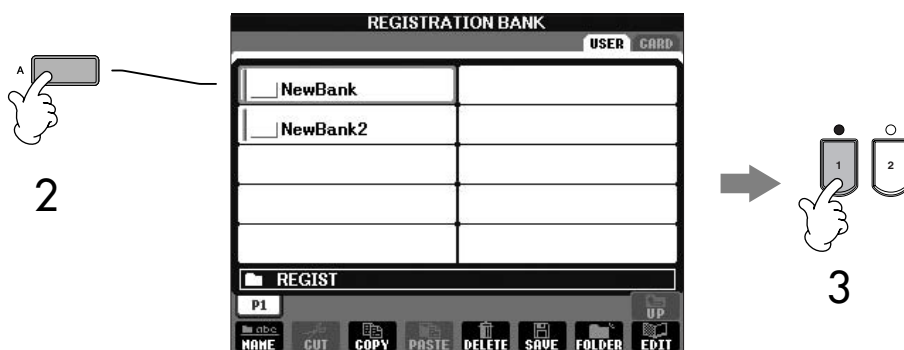 REGISTRATION BANK
USER CARD
A
NewBank
NewBank2
2
1 2
3
REGIST
P1
UP
abc
NAME CUT COPY PASTE DELETE SAVE FOLDER EDIT